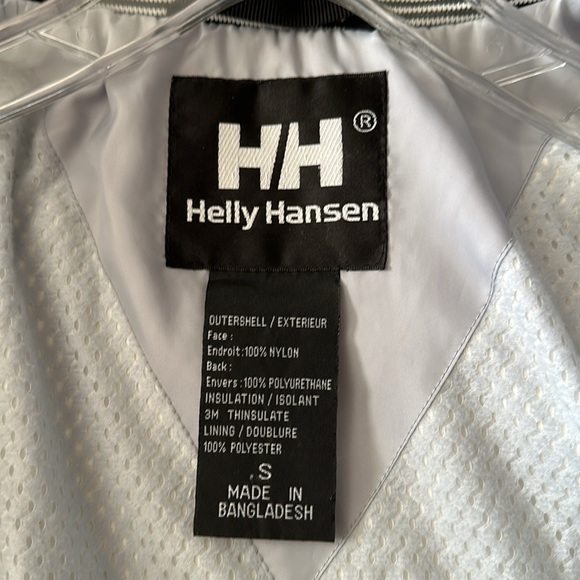 HH®
Helly Hansen
OUTERSHELL / EXTERIEUR
Face :
Endroit:100% NYLON
Back :
Envers :100% POLYURETHANE
INSULATION / ISOLANT
3M THINSULATE
LINING / DOUBLURE
100% POLYESTER
.S
MADE IN
BANGLADESH